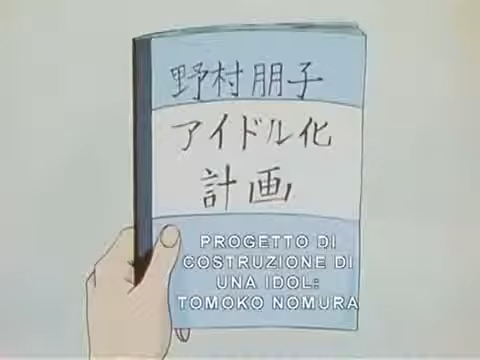 野村朋子
アイドル化
計画
PROGETTO DI
COSTRUZIONE DI
UNA IDOL:
TOMOKO NOMURA